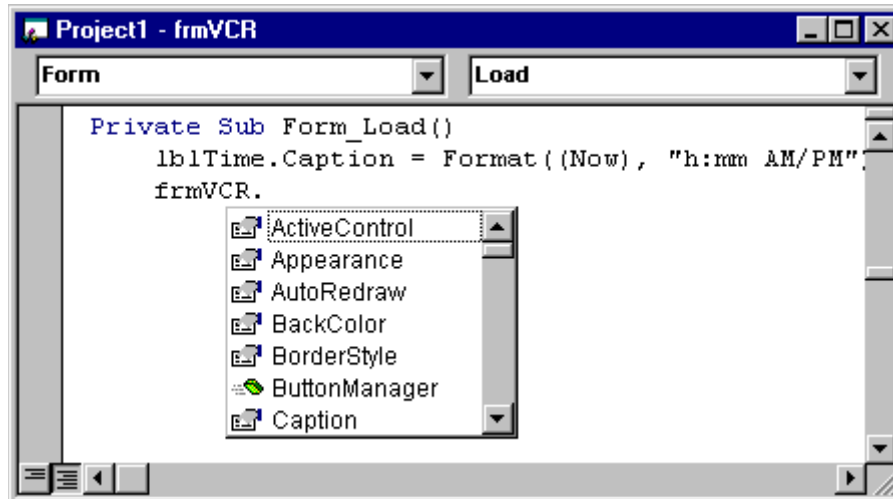 Project1 - frmVCR
Form
Load
Private Sub Form_Load()
lblTime.Caption = Format((Now), "h:mm AM/PM")
frmVCR.
ActiveControl
Appearance
AutoRedraw
BackColor
BorderStyle
ButtonManager
Caption